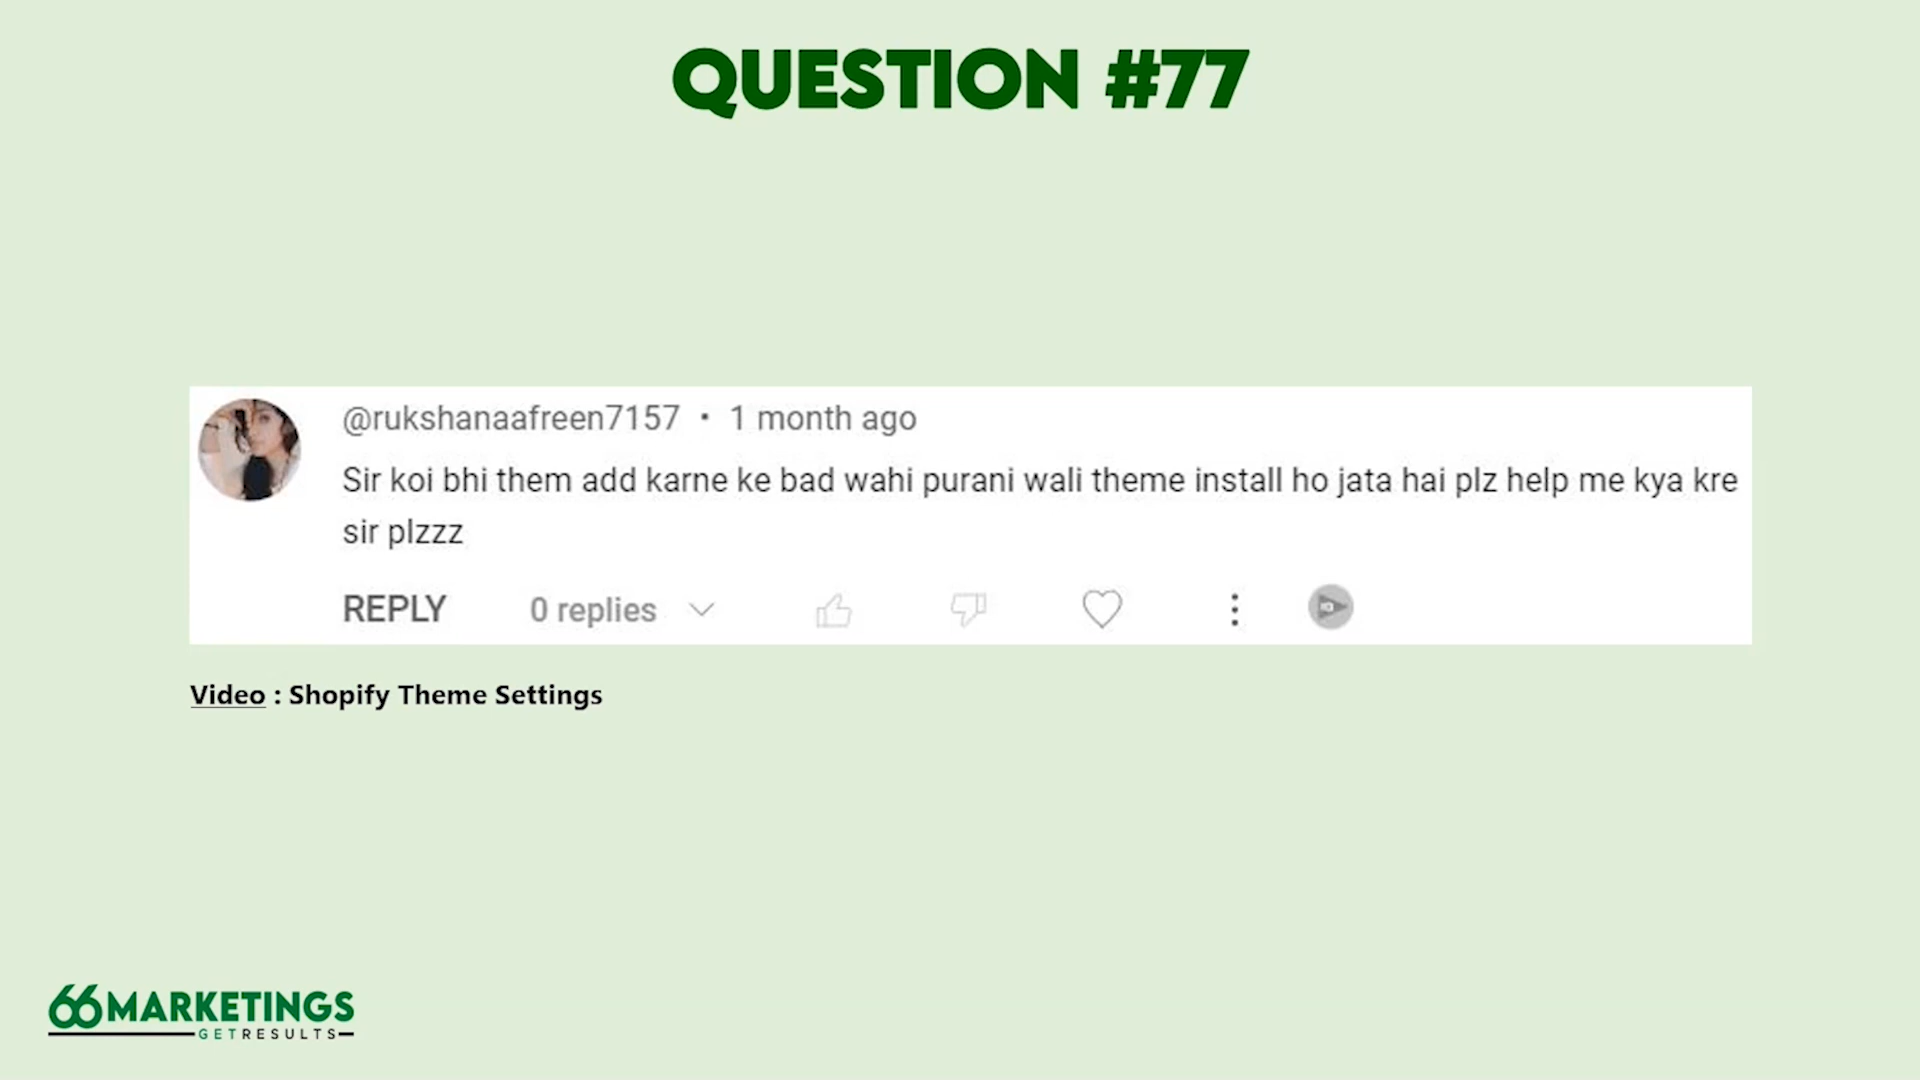 QUESTION #77
@rukshanaafreen7157 • 1 month ago
Sir koi bhi them add karne ke bad wahi purani wali theme install ho jata hai plz help me kya kre
sir plzzz
REPLY 0 replies
Video : Shopify Theme Settings
66MARKETINGS
GETRESULTS